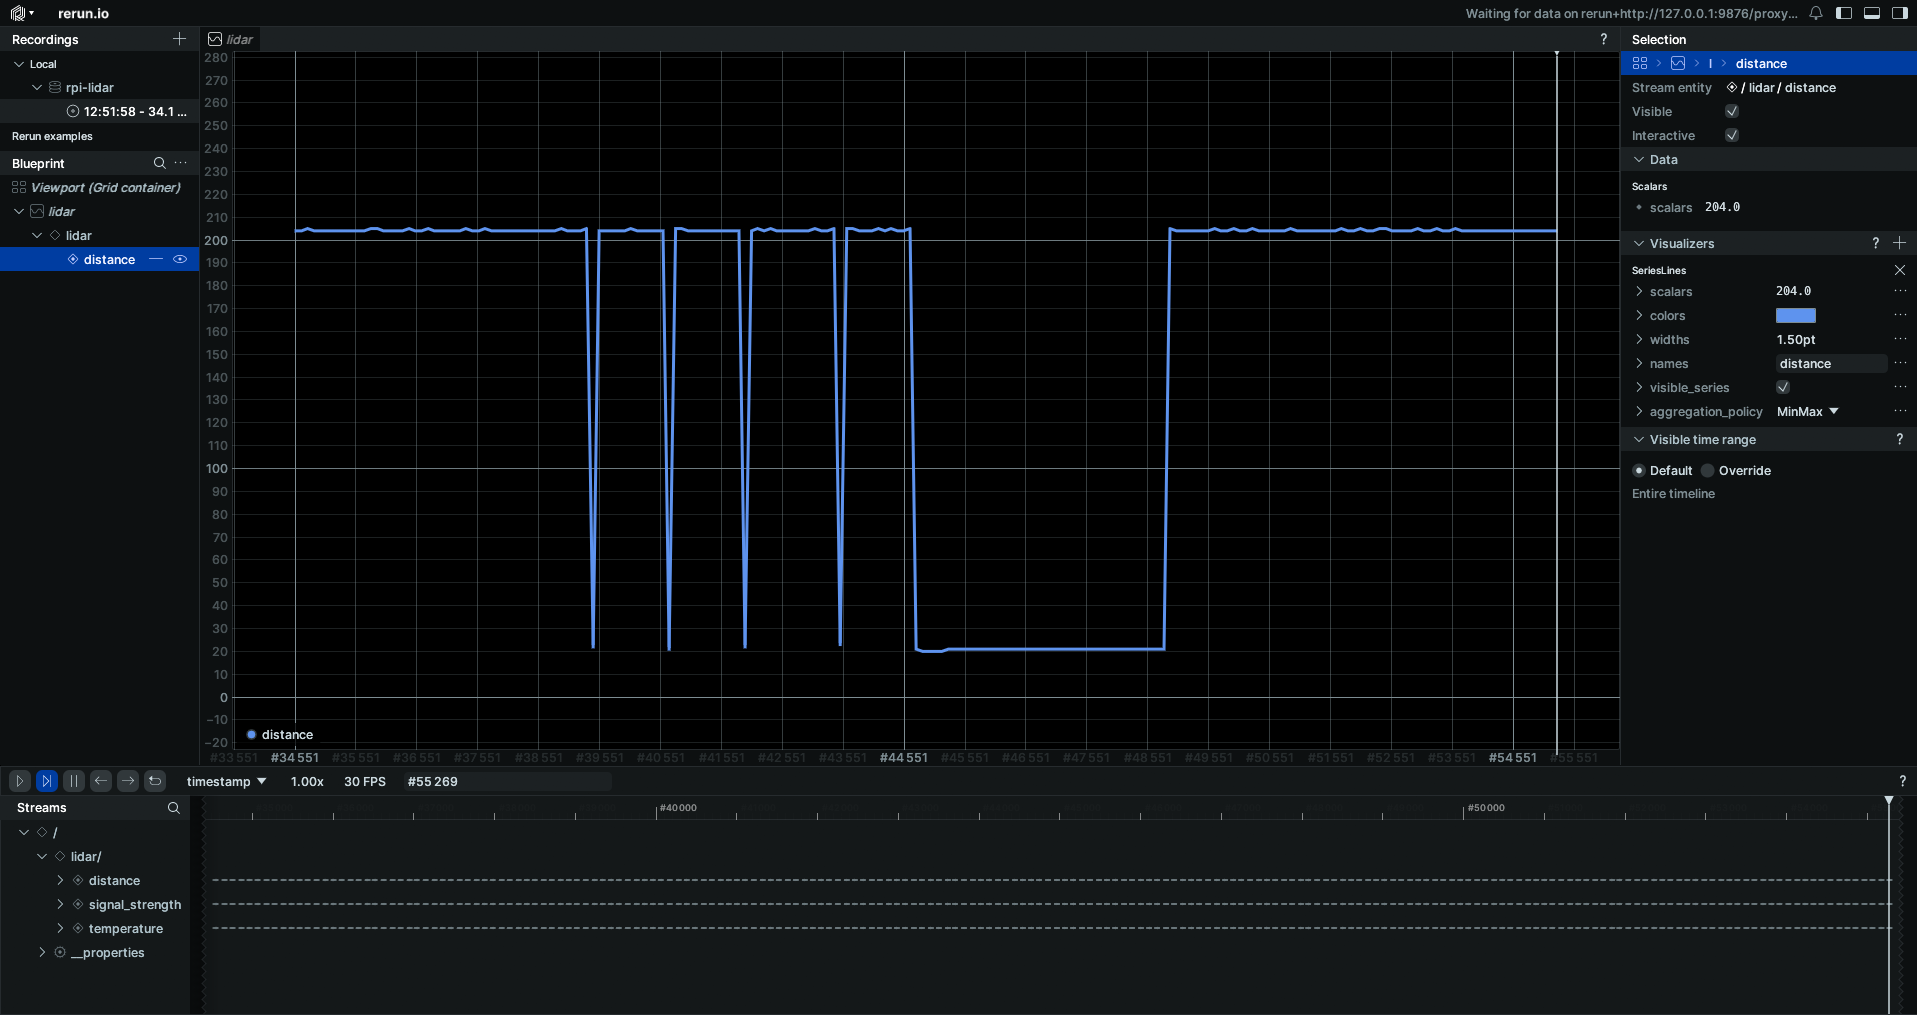 rerun.io
Waiting for data on rerun+http://127.0.0.1:9876/proxy...
Recordings
Local
rpi-lidar
12:51:58 - 34.1 ...
Rerun examples
Blueprint
Viewport (Grid container)
lidar
lidar
distance
lidar
?
280
270
260
250
240
230
220
210
200
190
180
170
160
150
140
130
120
110
100
90
80
70
60
50
40
30
20
10
0
−10
−20
distance
#33 551 #34 551 #35 551 #36 551 #37 551 #38 551 #39 551 #40 551 #41 551 #42 551 #43 551 #44 551 #45 551 #46 551 #47 551 #48 551 #49 551 #50 551 #51 551 #52 551 #53 551 #54 551 #55 551
Selection
l > distance
Stream entity / lidar / distance
Visible
Interactive
Data
Scalars
scalars 204.0
Visualizers ?
SeriesLines
scalars 204.0
colors
widths 1.50pt
names distance
visible_series
aggregation_policy MinMax
Visible time range ?
Default Override
Entire timeline
timestamp 1.00x 30 FPS #55 269 ?
Streams
#40 000 #50 000
/
lidar/
distance
signal_strength
temperature
__properties